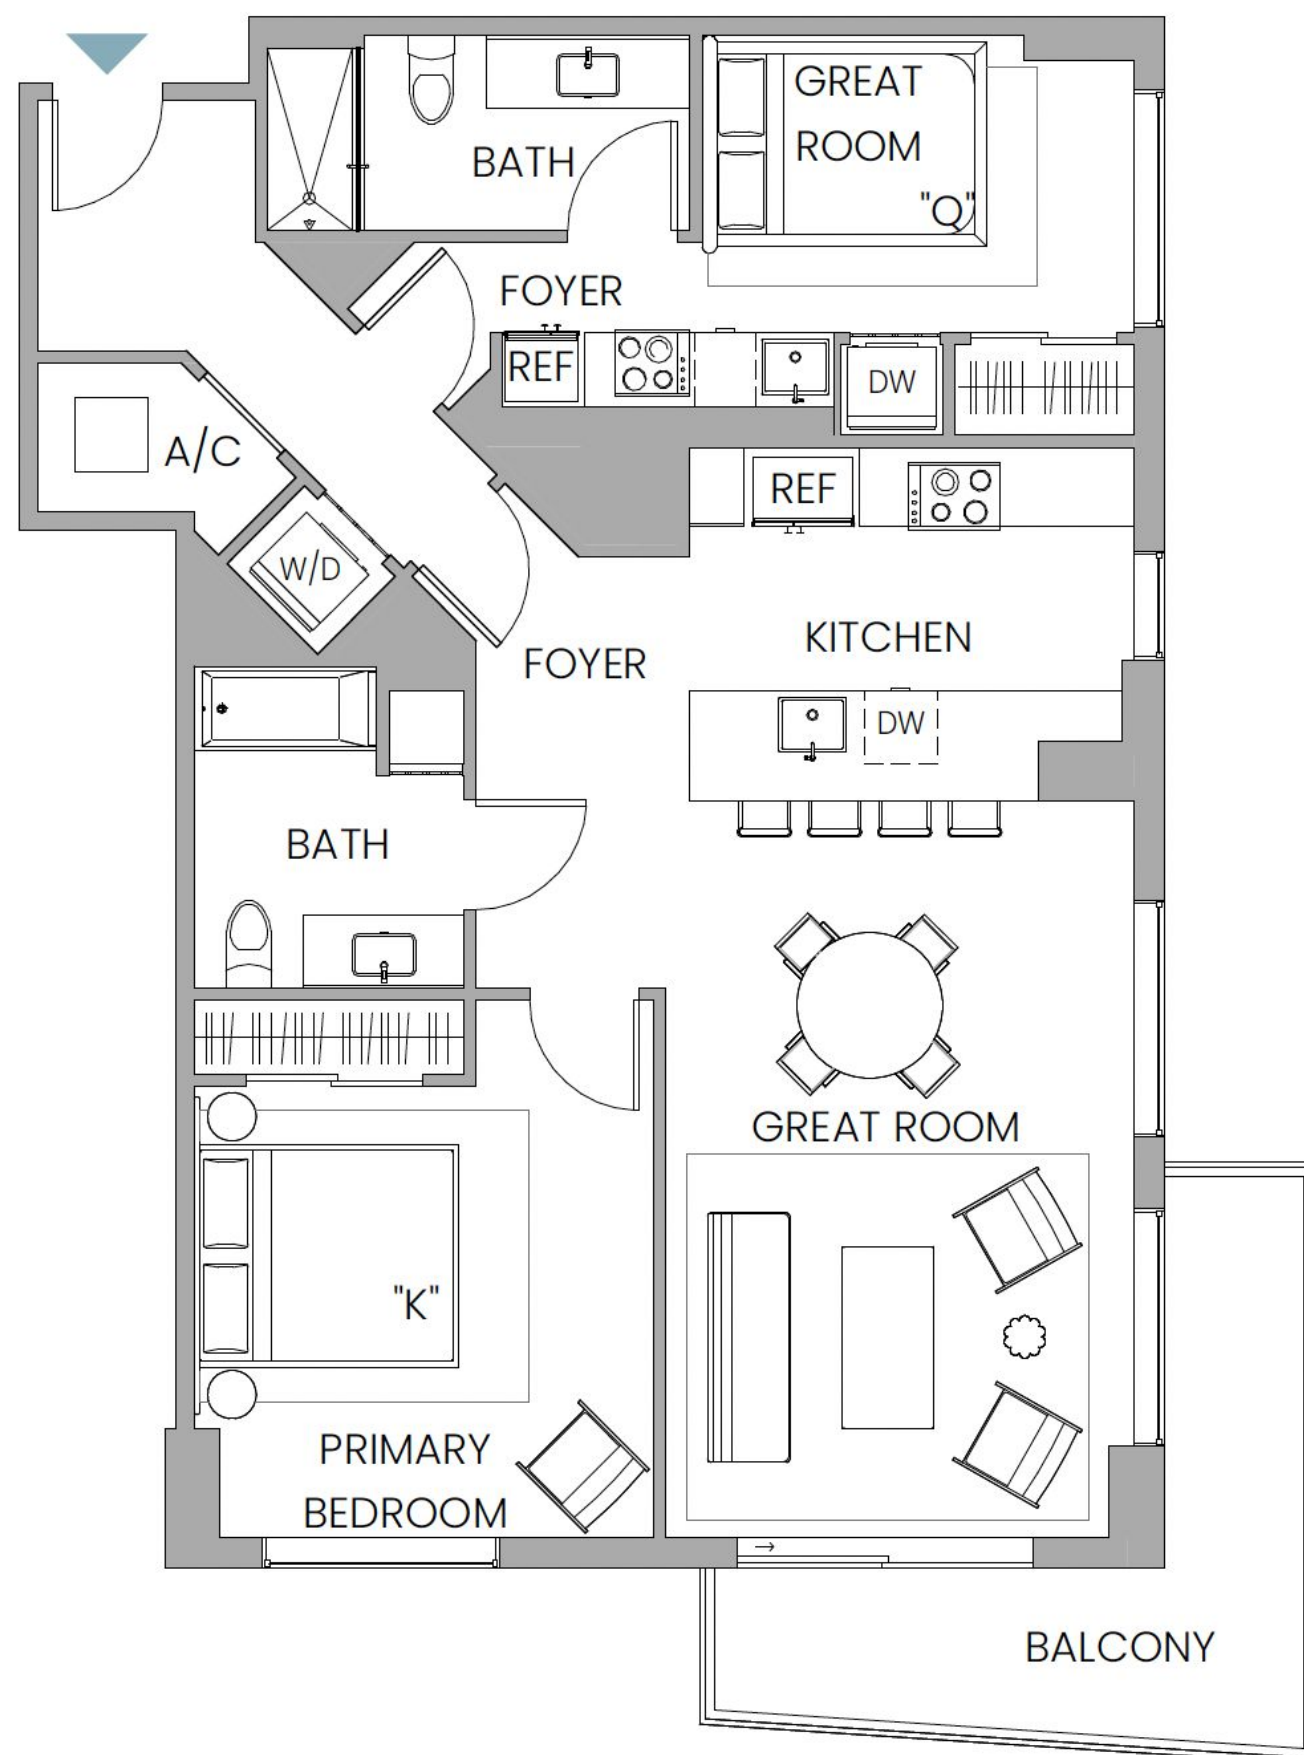 GREAT
ROOM
"Q"
BATH
FOYER
REF
DW
A/C
REF
W/D
KITCHEN
FOYER
DW
BATH
GREAT ROOM
"K"
PRIMARY
BEDROOM
BALCONY